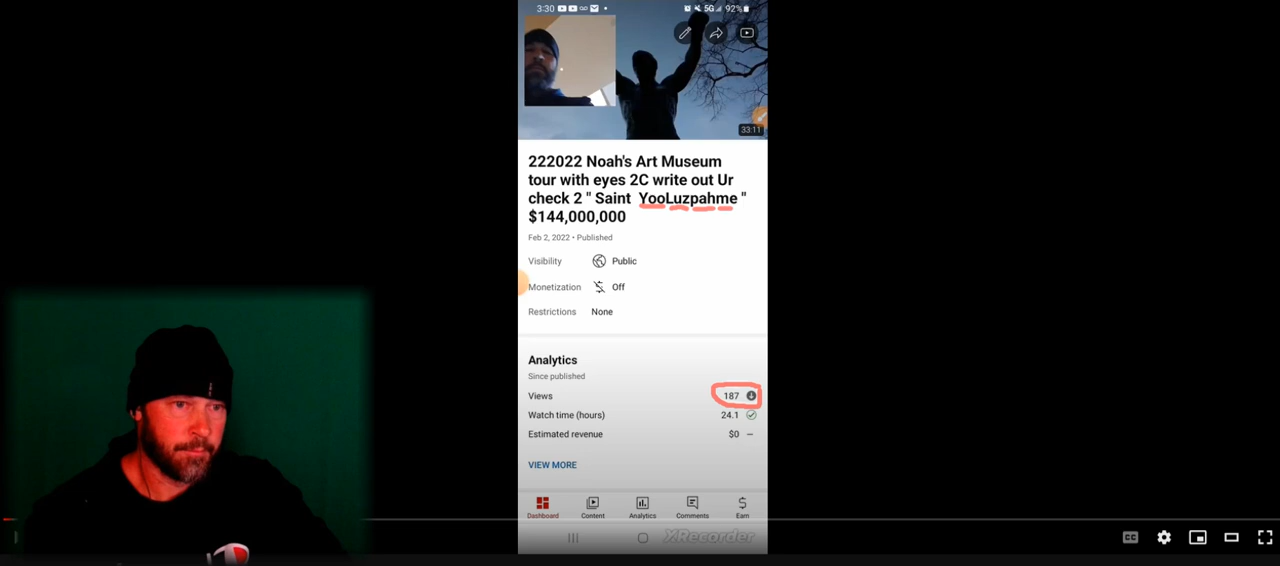 3:30
5G 92%
33:11
222022 Noah's Art Museum
tour with eyes 2C write out Ur
check 2 " Saint YooLuzpahme "
$144,000,000
Feb 2, 2022 • Published
Visibility Public
Monetization Off
Restrictions None
Analytics
Since published
Views 187
Watch time (hours) 24.1
Estimated revenue $0 –
VIEW MORE
Dashboard Content Analytics Comments Earn
XRecorder
CC